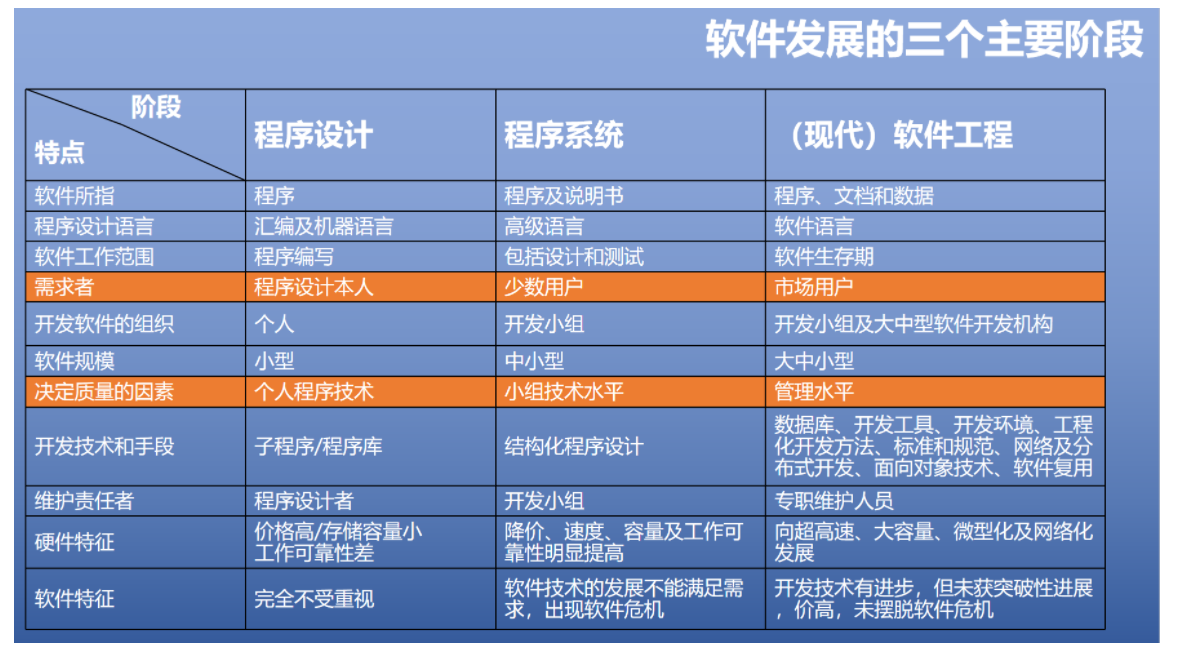 软件发展的三个主要阶段
阶段
特点
程序设计
程序系统
（现代）软件工程
软件所指
程序
程序及说明书
程序、文档和数据
程序设计语言
汇编及机器语言
高级语言
软件语言
软件工作范围
程序编写
包括设计和测试
软件生存期
需求者
程序设计本人
少数用户
市场用户
开发软件的组织
个人
开发小组
开发小组及大中型软件开发机构
软件规模
小型
中小型
大中小型
决定质量的因素
个人程序技术
小组技术水平
管理水平
开发技术和手段
子程序/程序库
结构化程序设计
数据库、开发工具、开发环境、工程
化开发方法、标准和规范、网络及分
布式开发、面向对象技术、软件复用
维护责任者
程序设计者
开发小组
专职维护人员
硬件特征
价格高/存储容量小
工作可靠性差
降价、速度、容量及工作可
靠性明显提高
向超高速、大容量、微型化及网络化
发展
软件特征
完全不受重视
软件技术的发展不能满足需
求，出现软件危机
开发技术有进步，但未获突破性进展
，价高，未摆脱软件危机